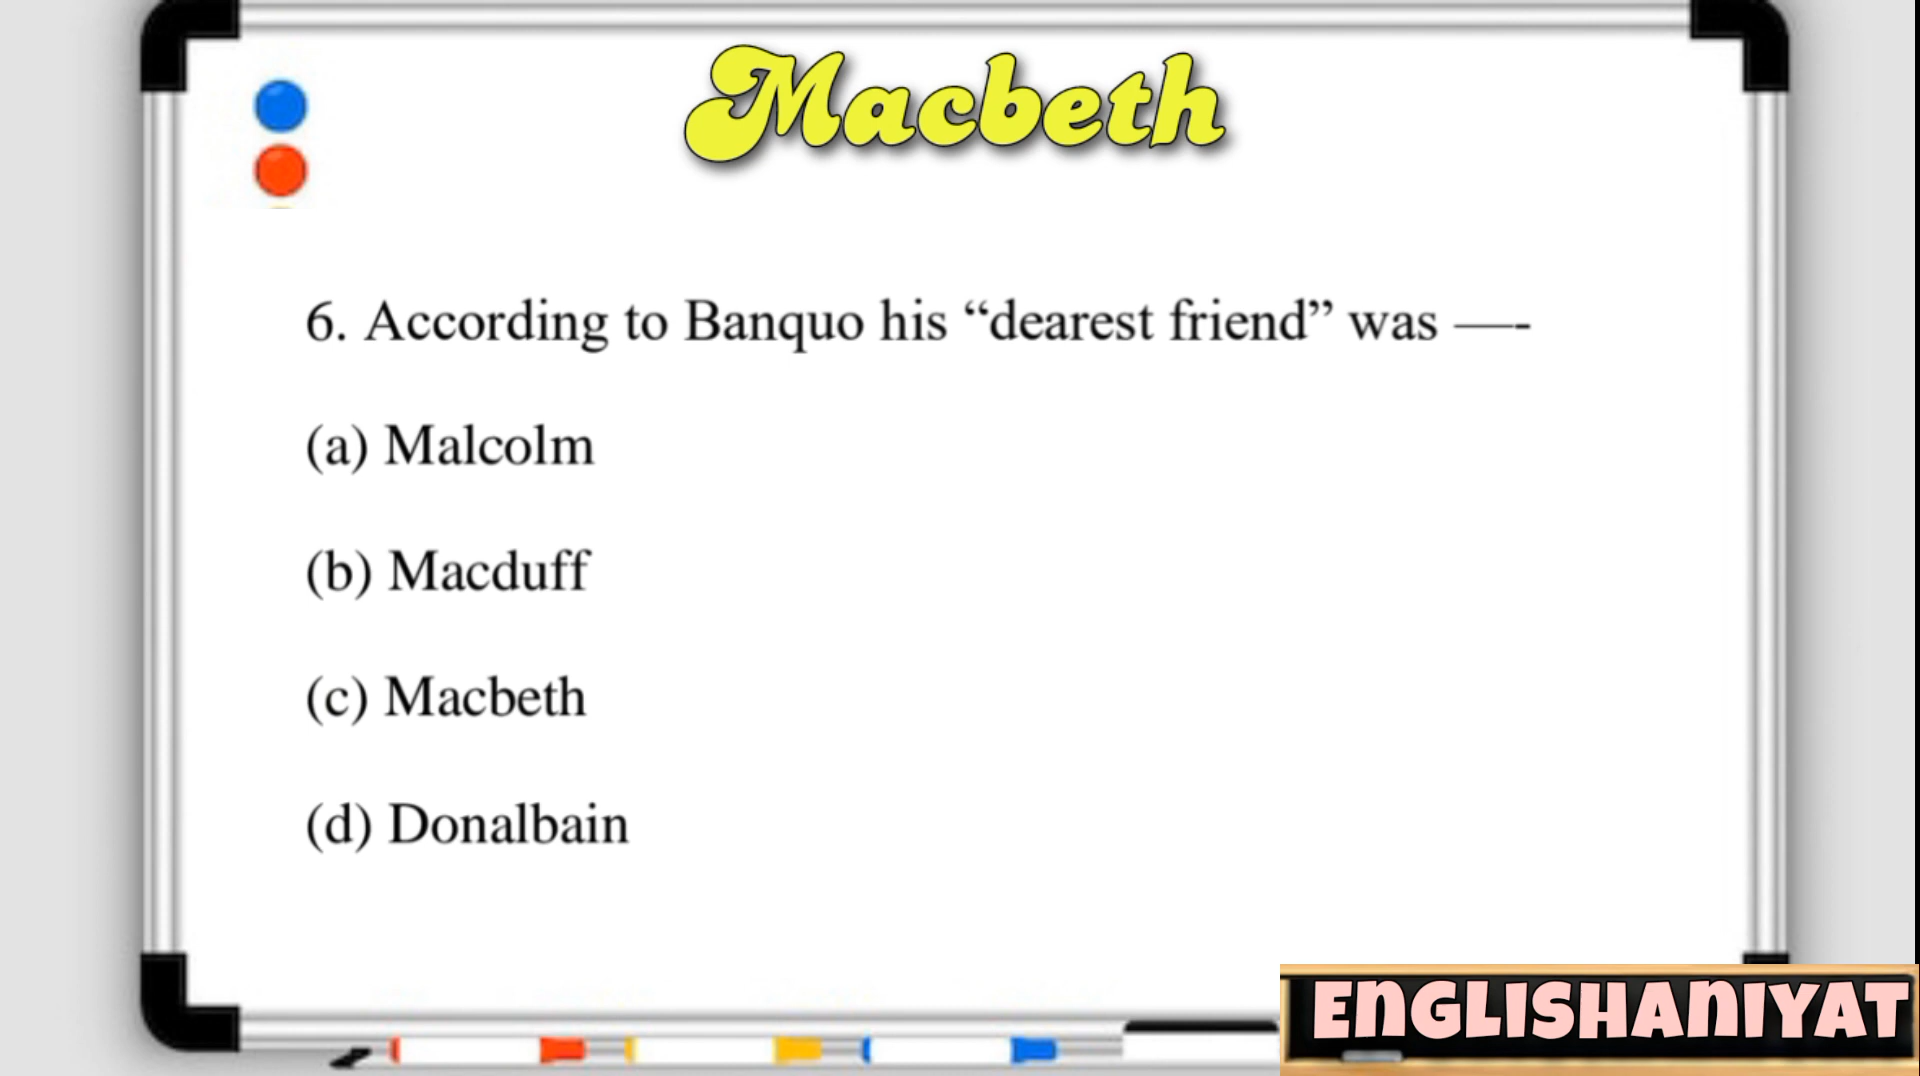 Macbeth
6. According to Banquo his “dearest friend” was —-
(a) Malcolm
(b) Macduff
(c) Macbeth
(d) Donalbain
ENGLISHANIYAT